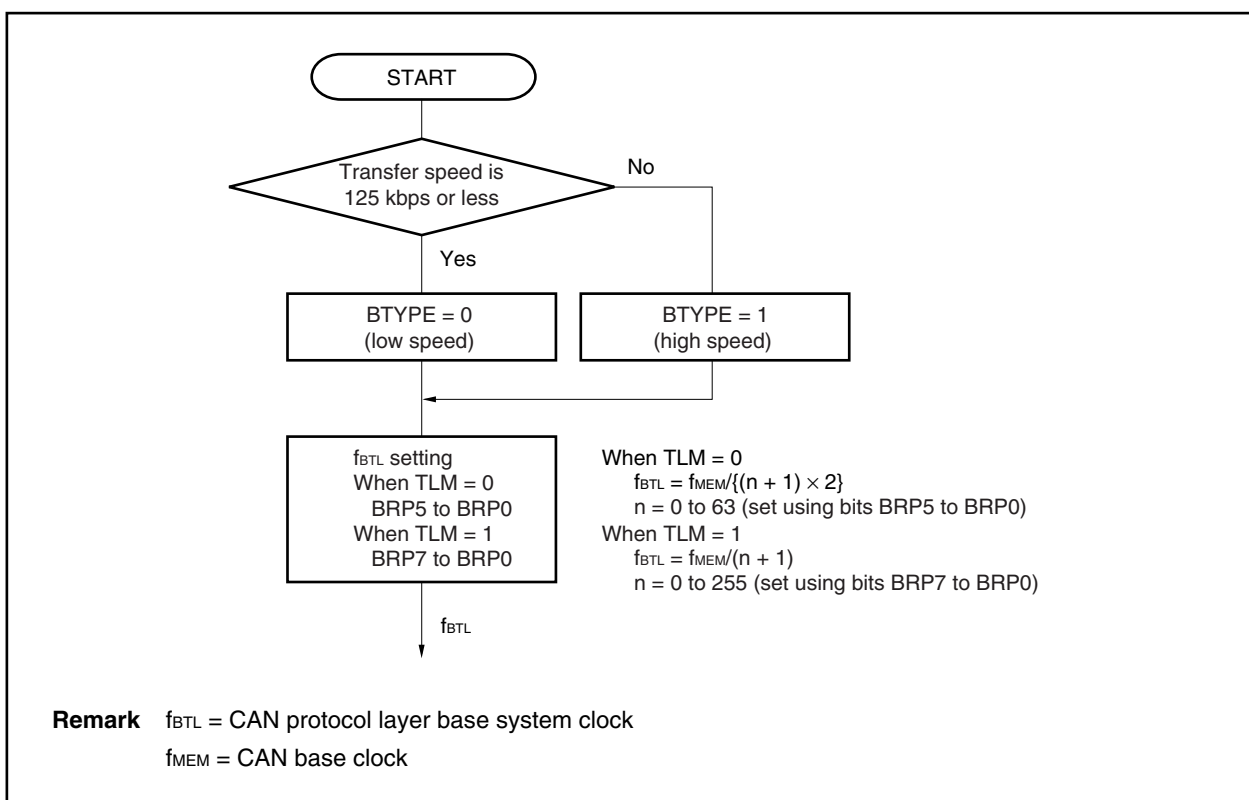 START
Transfer speed is
125 kbps or less
No
Yes
BTYPE = 0
(low speed)
BTYPE = 1
(high speed)
fBTL setting
When TLM = 0
BRP5 to BRP0
When TLM = 1
BRP7 to BRP0
When TLM = 0
fBTL = fMEM/{(n + 1) × 2}
n = 0 to 63 (set using bits BRP5 to BRP0)
When TLM = 1
fBTL = fMEM/(n + 1)
n = 0 to 255 (set using bits BRP7 to BRP0)
fBTL
Remark fBTL = CAN protocol layer base system clock
fMEM = CAN base clock